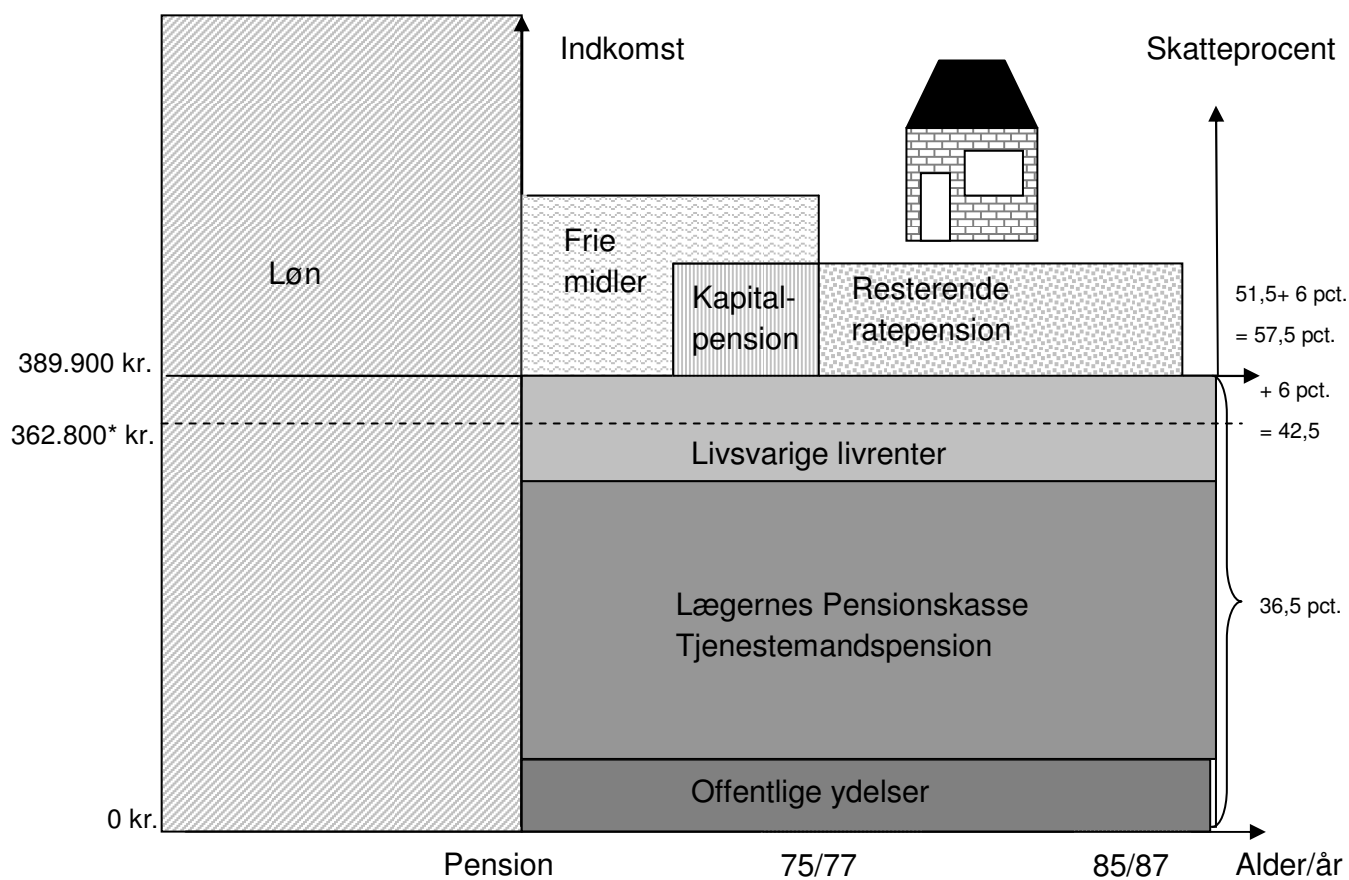 Indkomst
Skatteprocent
Løn
Frie
midler
Kapital-
pension
Resterende
ratepension
51,5+ 6 pct.
= 57,5 pct.
389.900 kr.
+ 6 pct.
362.800* kr.
= 42,5
Livsvarige livrenter
Lægernes Pensionskasse
Tjenestemandspension
36,5 pct.
Offentlige ydelser
0 kr.
Pension
75/77
85/87
Alder/år